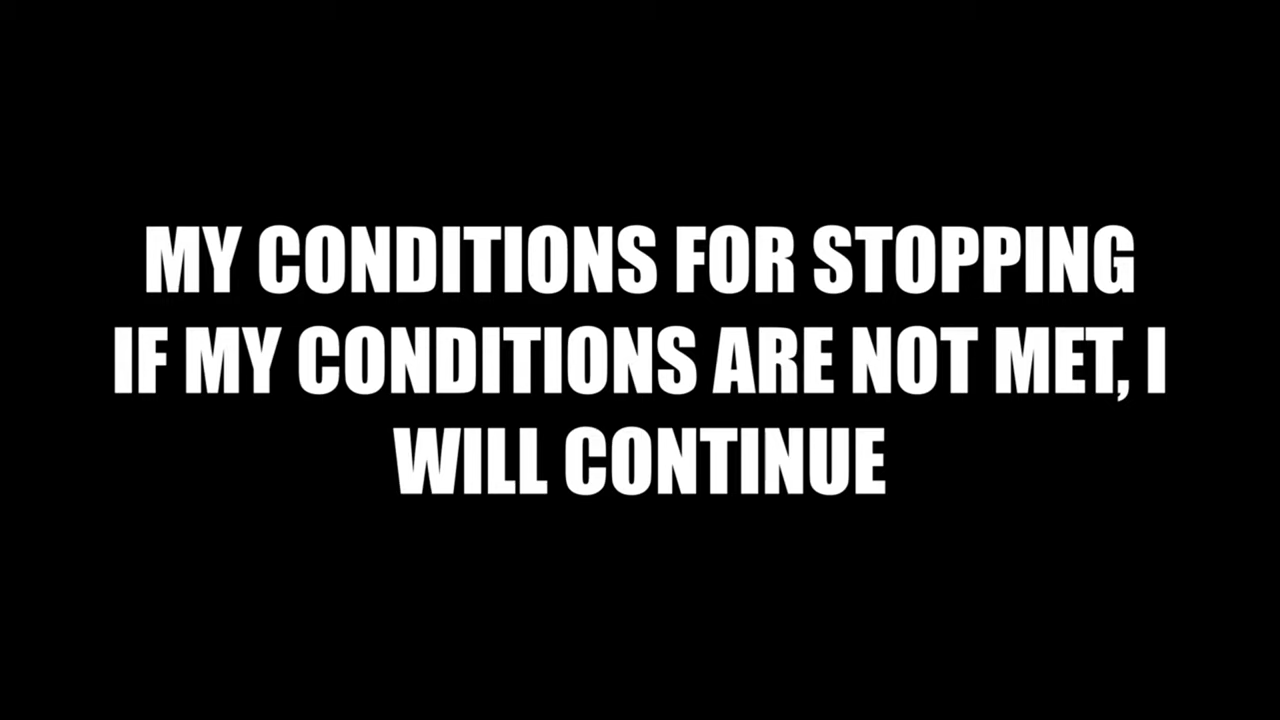 MY CONDITIONS FOR STOPPING
IF MY CONDITIONS ARE NOT MET, I
WILL CONTINUE